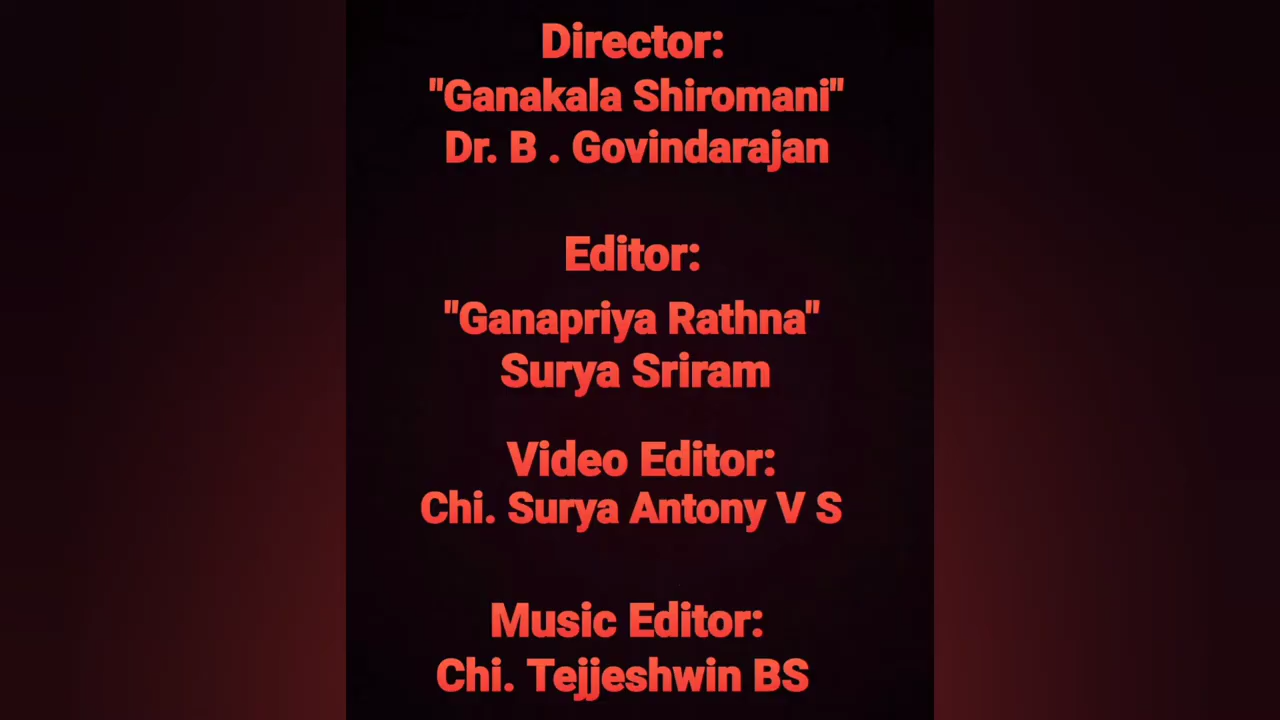 Director:
"Ganakala Shiromani"
Dr. B . Govindarajan
Editor:
"Ganapriya Rathna"
Surya Sriram
Video Editor:
Chi. Surya Antony V S
Music Editor:
Chi. Tejjeshwin BS